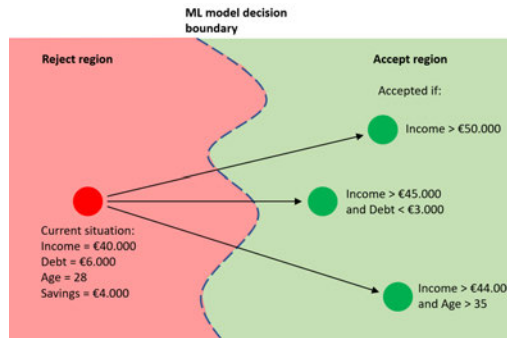 ML model decision
boundary
Reject region
Accept region
Accepted if:
Income > €50.000
Income > €45.000
and Debt < €3.000
Current situation:
Income = €40.000
Debt = €6.000
Age = 28
Savings = €4.000
Income > €44.00
and Age > 35